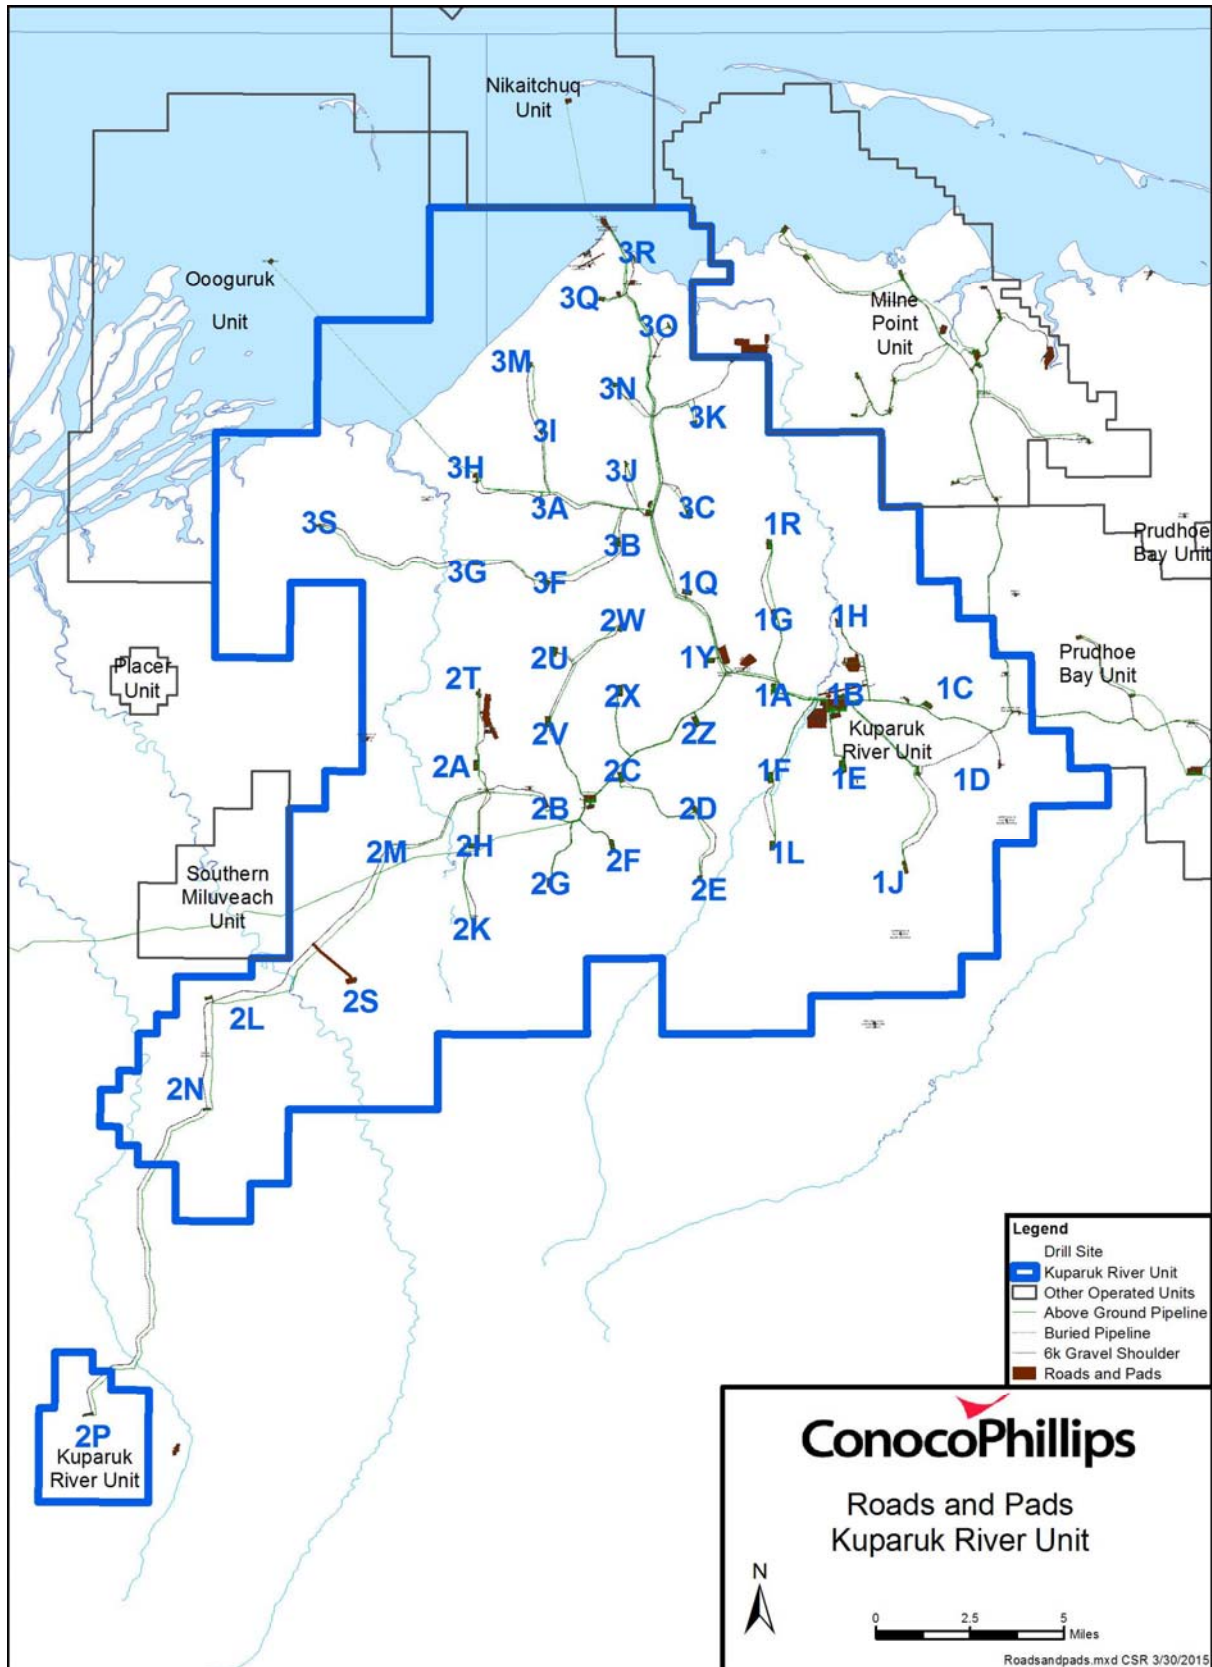 Nikaitchuq
Unit
Oooguruk
Unit
3R
3Q
3O
Milne
Point
Unit
3M
3N
3K
3I
3H
3J
3A
3C
3S
1R
3B
Prudhoe
Bay Unit
3G
3F
1Q
2W
1G
1H
2U
1Y
Placer
Unit
2T
2X
1A
1B
1C
Prudhoe
Bay Unit
2V
2Z
Kuparuk
River Unit
2A
2C
1F
1E
1D
2B
2D
2M
2H
2F
1L
Southern
Miluveach
Unit
2G
2E
1J
2K
2S
2L
2N
2P
Kuparuk
River Unit
Legend
Drill Site
Kuparuk River Unit
Other Operated Units
Above Ground Pipeline
Buried Pipeline
6k Gravel Shoulder
Roads and Pads
ConocoPhillips
Roads and Pads
Kuparuk River Unit
N
0 2.5 5
Miles
Roadsandpads.mxd CSR 3/30/2015